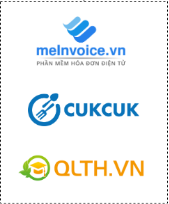 meInvoice.vn
PHẦN MỀM HÓA ĐƠN ĐIỆN TỬ
CUKCUK
QLTH.VN